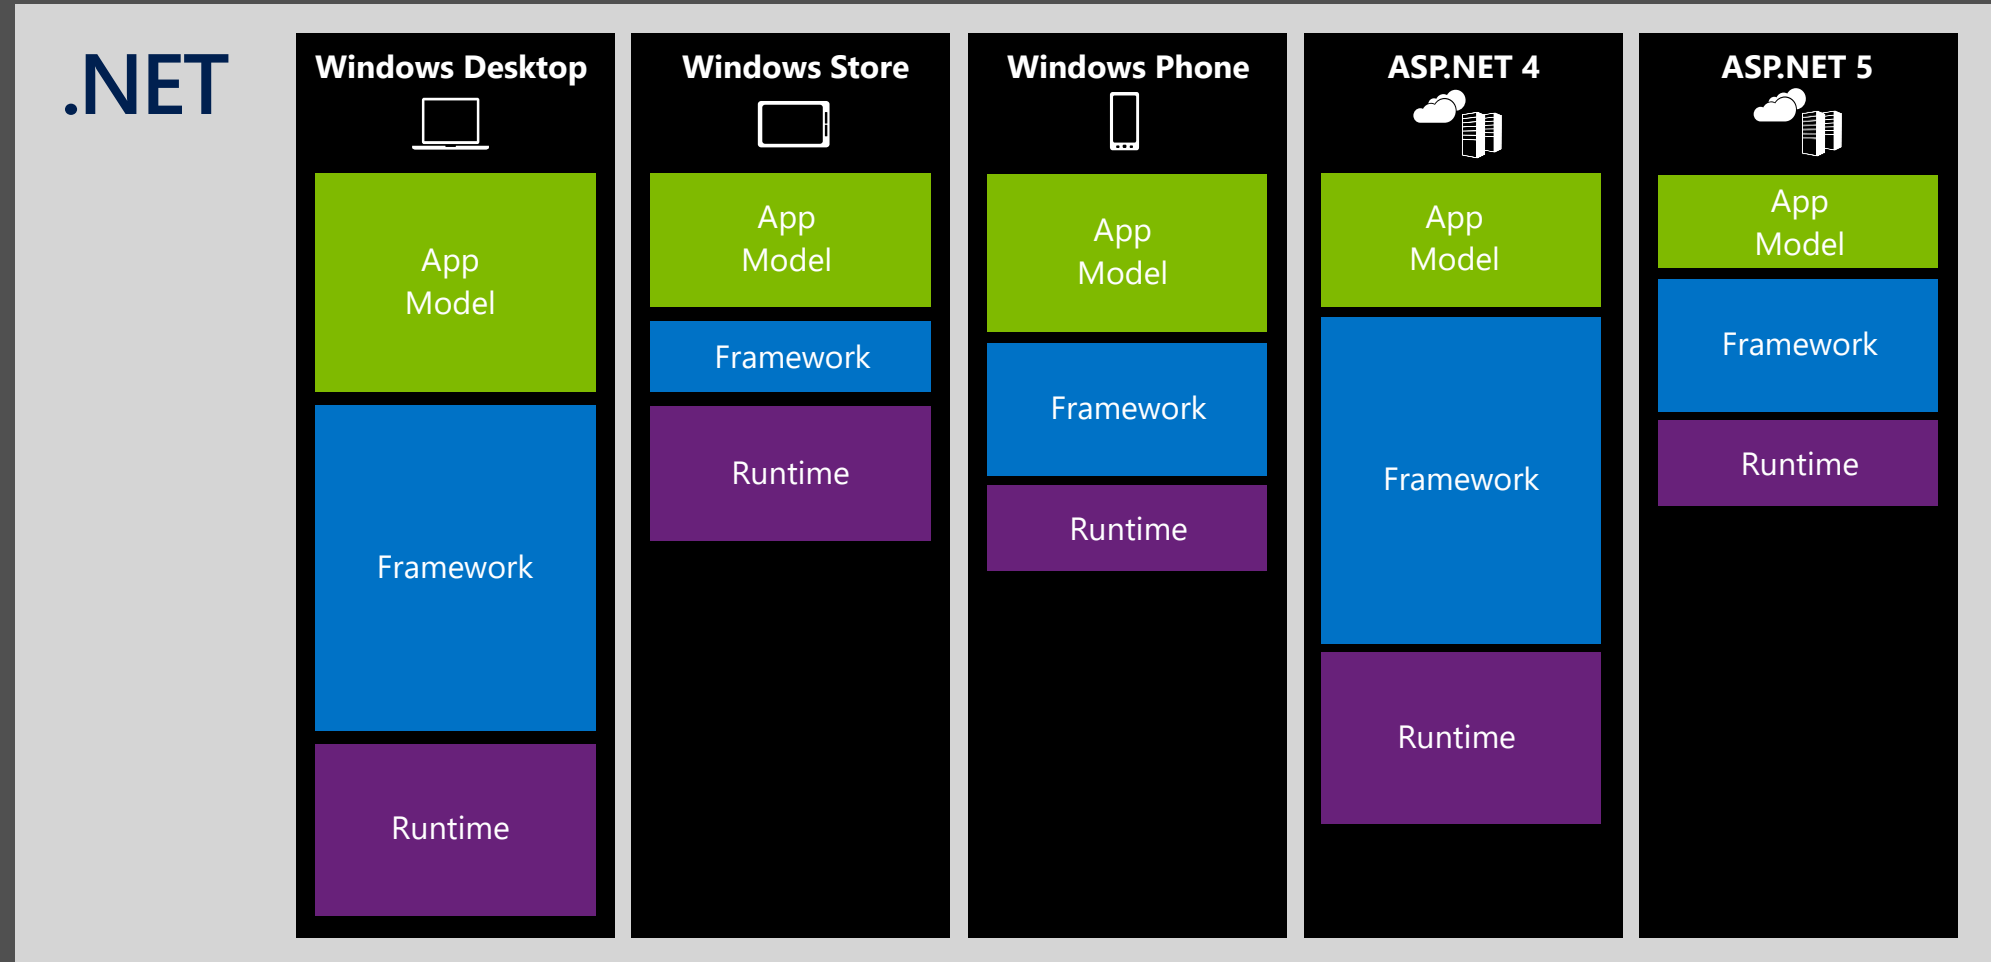 .NET
Windows Desktop
App
Model
Framework
Runtime
Windows Store
App
Model
Framework
Runtime
Windows Phone
App
Model
Framework
Runtime
ASP.NET 4
App
Model
Framework
Runtime
ASP.NET 5
App
Model
Framework
Runtime